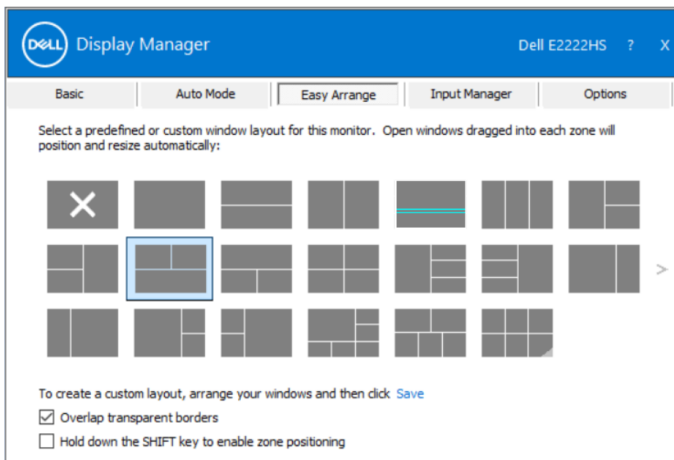 DELL Display Manager Dell E2222HS ? X
Basic Auto Mode Easy Arrange Input Manager Options
Select a predefined or custom window layout for this monitor. Open windows dragged into each zone will
position and resize automatically:
>
To create a custom layout, arrange your windows and then click Save
Overlap transparent borders
Hold down the SHIFT key to enable zone positioning